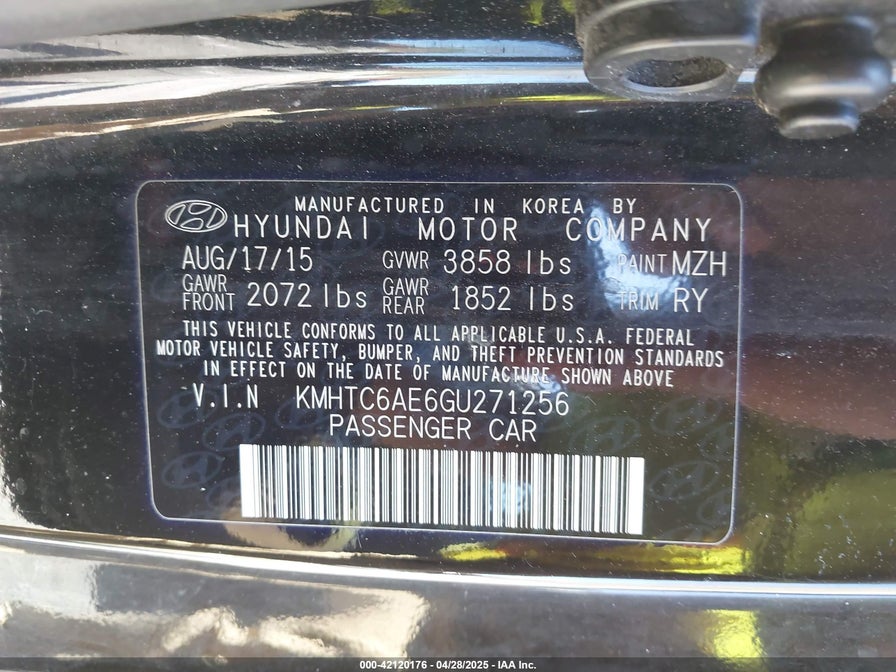 MANUFACTURED IN KOREA BY
HYUNDAI MOTOR COMPANY
AUG/17/15 GVWR 3858 lbs PAINT MZH
GAWR FRONT 2072 lbs GAWR REAR 1852 lbs TRIM RY
THIS VEHICLE CONFORMS TO ALL APPLICABLE U.S.A. FEDERAL
MOTOR VEHICLE SAFETY, BUMPER, AND THEFT PREVENTION STANDARDS
IN EFFECT ON THE DATE OF MANUFACTURE SHOWN ABOVE
V.I.N KMHTC6AE6GU271256
PASSENGER CAR
000-42120176 | 04/28/2025 - IAA Inc.